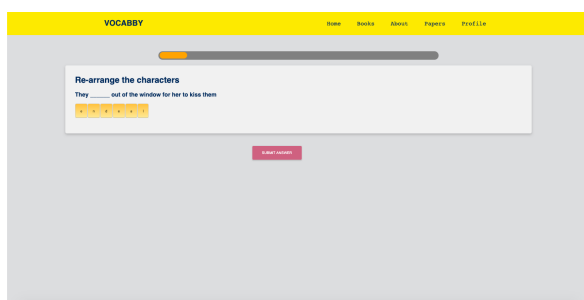 VOCABBY
Home Books About Papers Profile
Re-arrange the characters
They ______ out of the window for her to kiss them
SUBMIT ANSWER